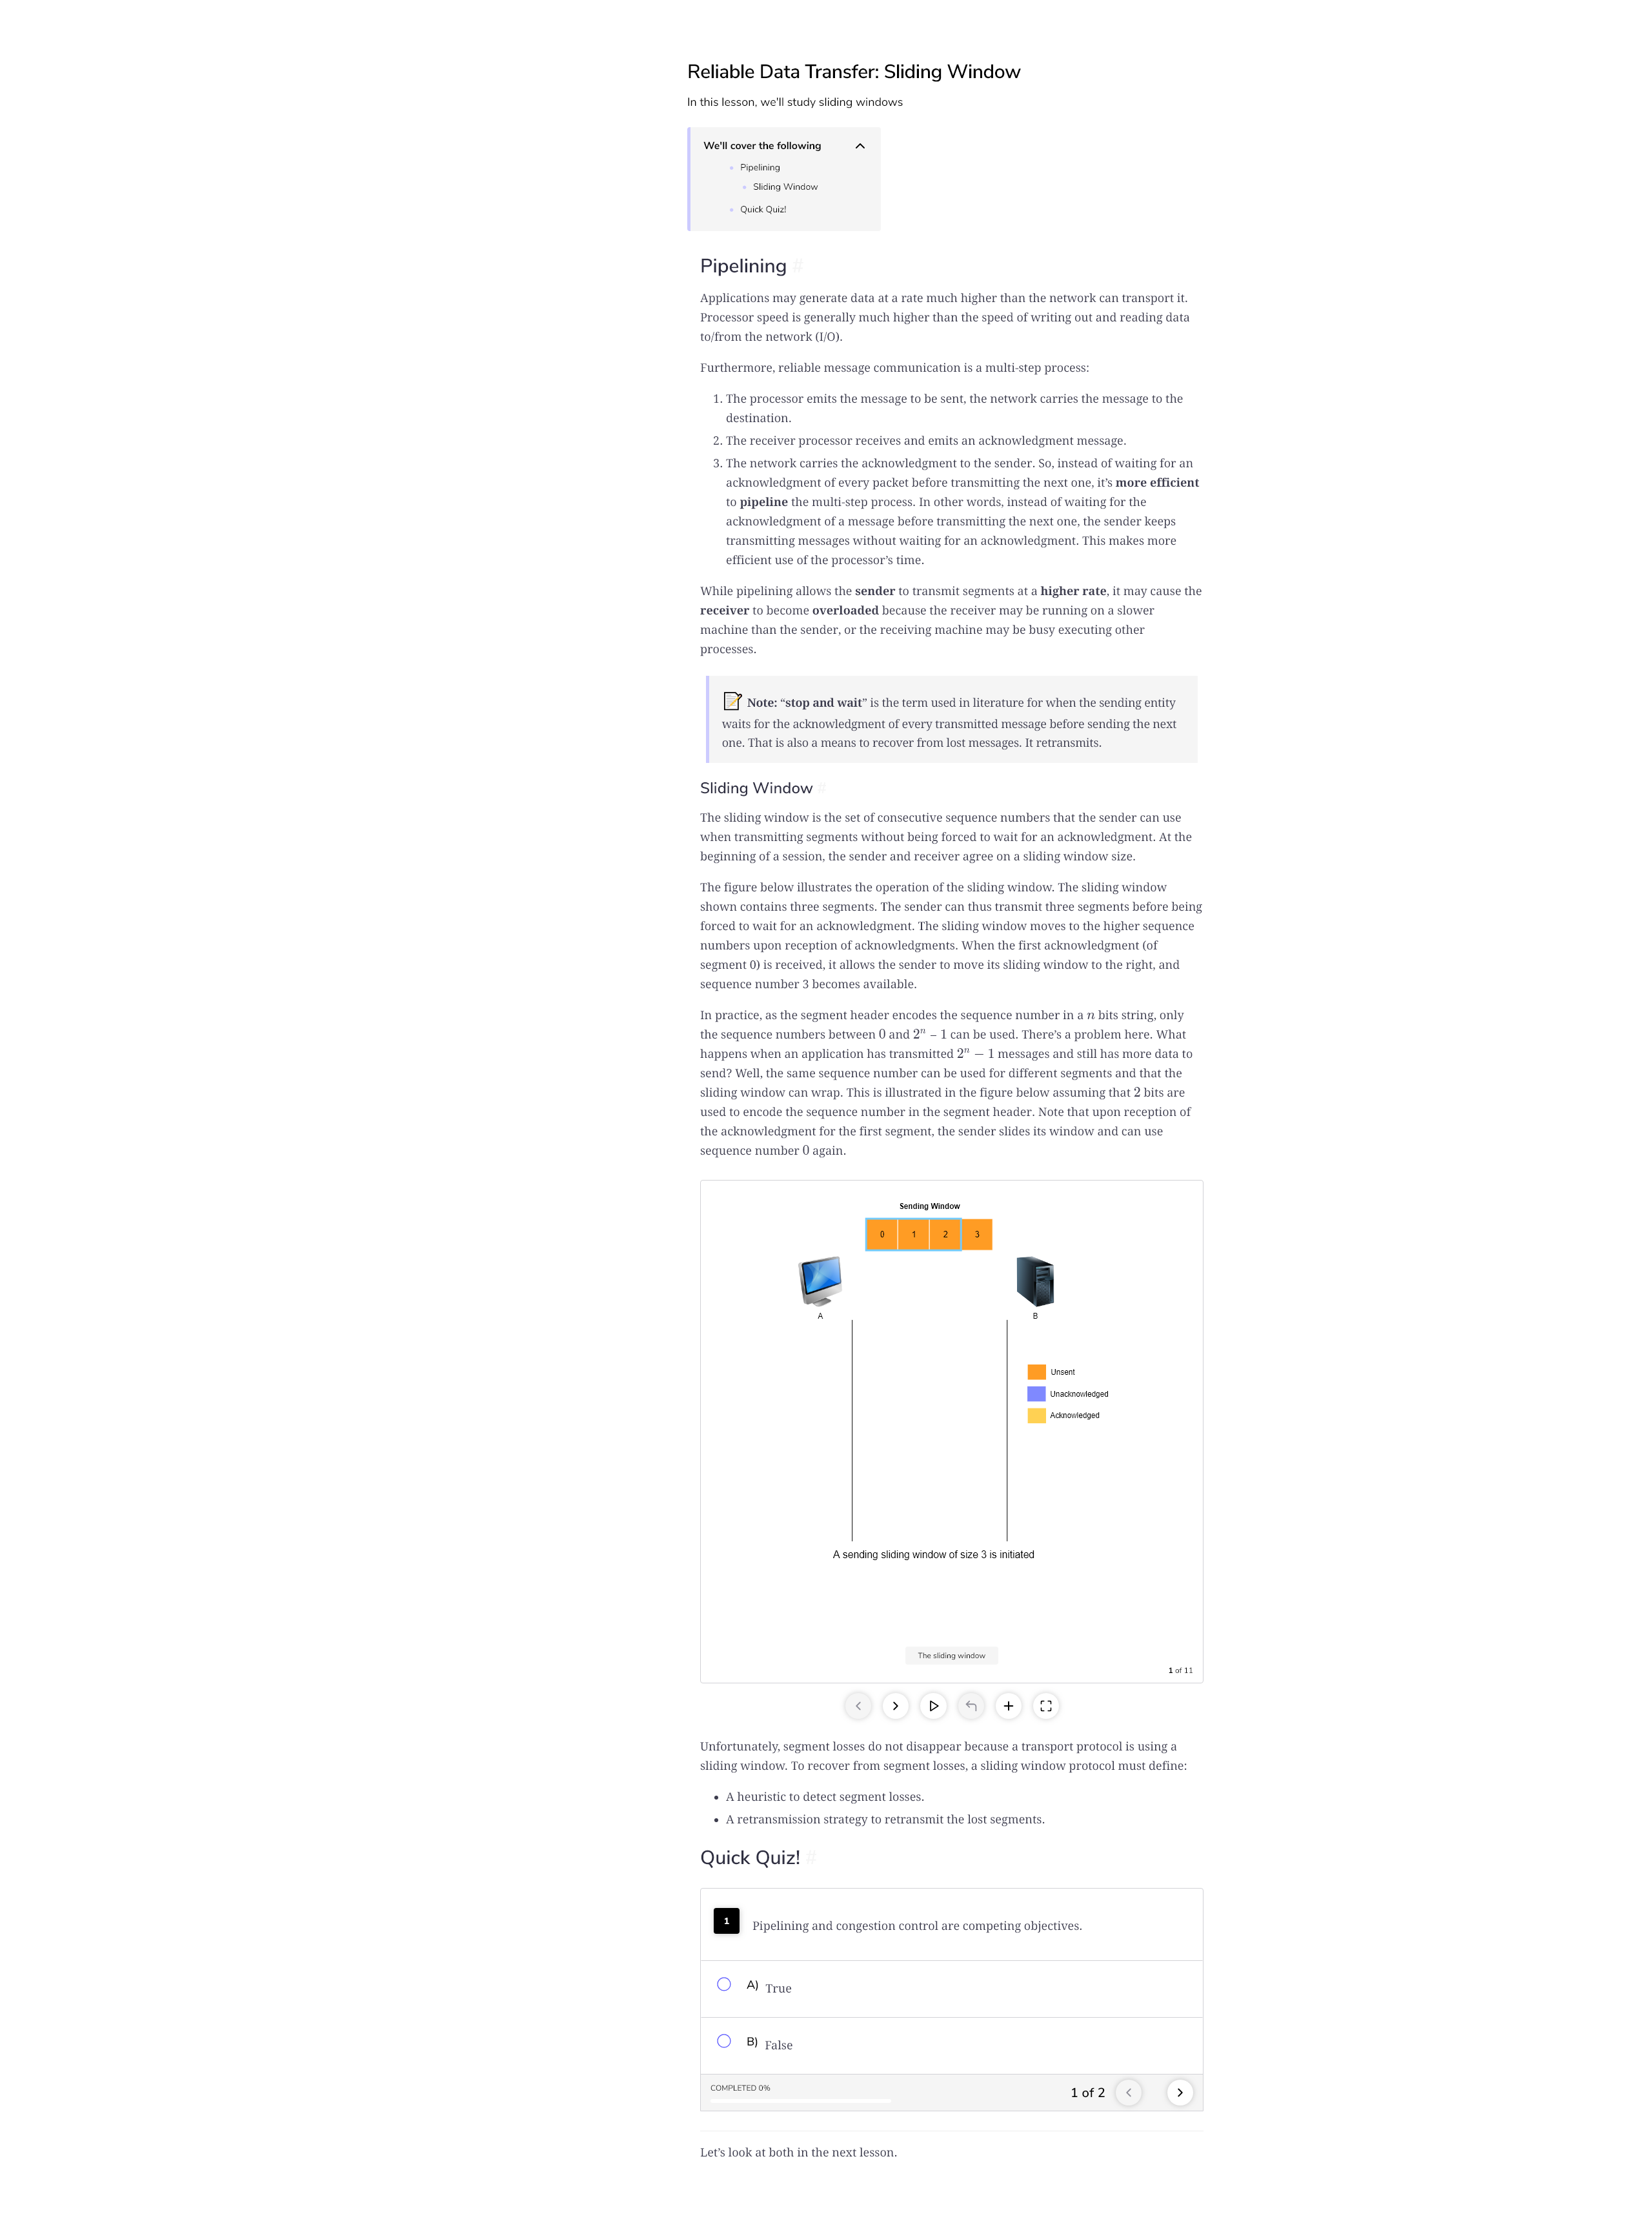 Reliable Data Transfer: Sliding Window
In this lesson, we'll study sliding windows
We'll cover the following
Pipelining
Sliding Window
Quick Quiz!
Pipelining #
Applications may generate data at a rate much higher than the network can transport it.
Processor speed is generally much higher than the speed of writing out and reading data
to/from the network (I/O).
Furthermore, reliable message communication is a multi-step process:
1. The processor emits the message to be sent, the network carries the message to the
destination.
2. The receiver processor receives and emits an acknowledgment message.
3. The network carries the acknowledgment to the sender. So, instead of waiting for an
acknowledgment of every packet before transmitting the next one, it’s more efficient
to pipeline the multi-step process. In other words, instead of waiting for the
acknowledgment of a message before transmitting the next one, the sender keeps
transmitting messages without waiting for an acknowledgment. This makes more
efficient use of the processor’s time.
While pipelining allows the sender to transmit segments at a higher rate, it may cause the
receiver to become overloaded because the receiver may be running on a slower
machine than the sender, or the receiving machine may be busy executing other
processes.
Note: “stop and wait” is the term used in literature for when the sending entity
waits for the acknowledgment of every transmitted message before sending the next
one. That is also a means to recover from lost messages. It retransmits.
Sliding Window #
The sliding window is the set of consecutive sequence numbers that the sender can use
when transmitting segments without being forced to wait for an acknowledgment. At the
beginning of a session, the sender and receiver agree on a sliding window size.
The figure below illustrates the operation of the sliding window. The sliding window
shown contains three segments. The sender can thus transmit three segments before being
forced to wait for an acknowledgment. The sliding window moves to the higher sequence
numbers upon reception of acknowledgments. When the first acknowledgment (of
segment 0) is received, it allows the sender to move its sliding window to the right, and
sequence number 3 becomes available.
In practice, as the segment header encodes the sequence number in a n bits string, only
the sequence numbers between 0 and 2ⁿ – 1 can be used. There’s a problem here. What
happens when an application has transmitted 2ⁿ − 1 messages and still has more data to
send? Well, the same sequence number can be used for different segments and that the
sliding window can wrap. This is illustrated in the figure below assuming that 2 bits are
used to encode the sequence number in the segment header. Note that upon reception of
the acknowledgment for the first segment, the sender slides its window and can use
sequence number 0 again.
Sending Window
0 1 2 3
A B
Unsent
Unacknowledged
Acknowledged
A sending sliding window of size 3 is initiated
The sliding window
1 of 11
Unfortunately, segment losses do not disappear because a transport protocol is using a
sliding window. To recover from segment losses, a sliding window protocol must define:
A heuristic to detect segment losses.
A retransmission strategy to retransmit the lost segments.
Quick Quiz! #
1 Pipelining and congestion control are competing objectives.
A) True
B) False
COMPLETED 0%
1 of 2
Let’s look at both in the next lesson.